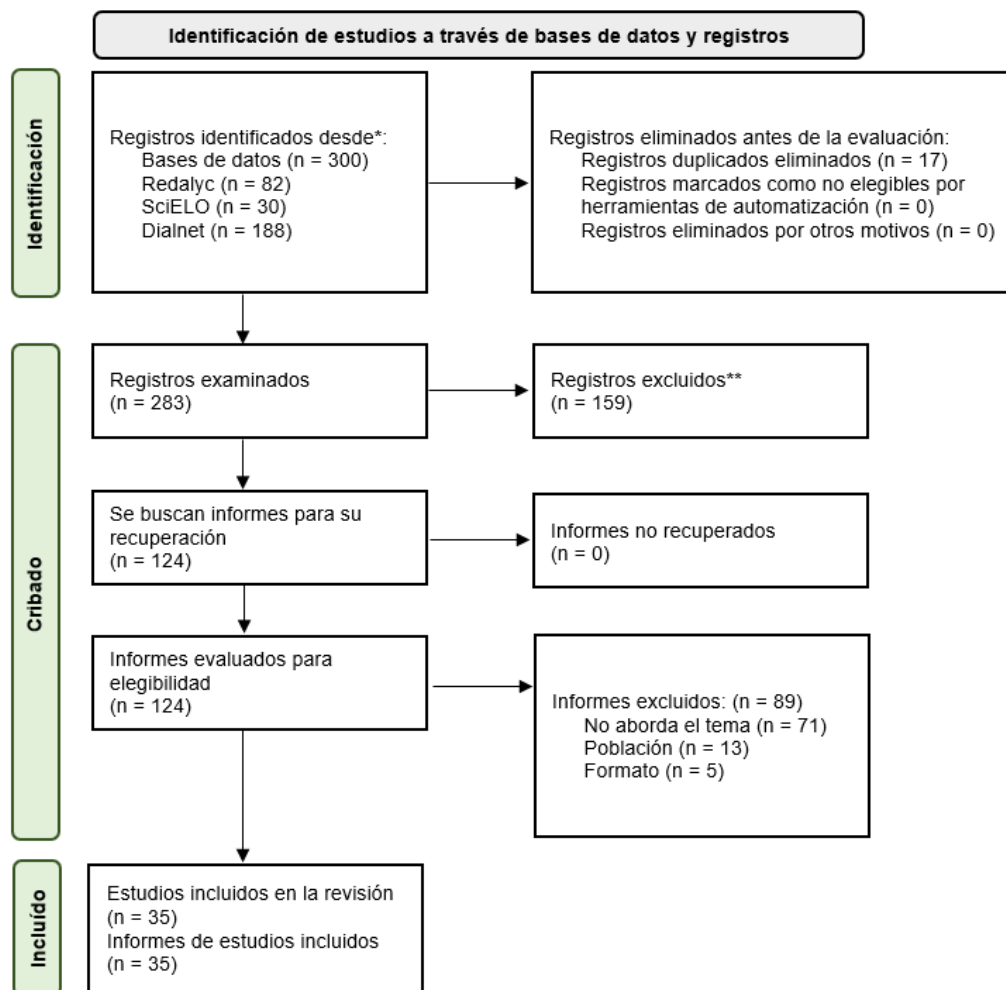 Identificación de estudios a través de bases de datos y registros
Identificación
Registros identificados desde*:
Bases de datos (n = 300)
Redalyc (n = 82)
SciELO (n = 30)
Dialnet (n = 188)
Registros eliminados antes de la evaluación:
Registros duplicados eliminados (n = 17)
Registros marcados como no elegibles por
herramientas de automatización (n = 0)
Registros eliminados por otros motivos (n = 0)
Cribado
Registros examinados
(n = 283)
Registros excluidos**
(n = 159)
Se buscan informes para su
recuperación
(n = 124)
Informes no recuperados
(n = 0)
Informes evaluados para
elegibilidad
(n = 124)
Informes excluidos: (n = 89)
No aborda el tema (n = 71)
Población (n = 13)
Formato (n = 5)
Incluído
Estudios incluidos en la revisión
(n = 35)
Informes de estudios incluidos
(n = 35)